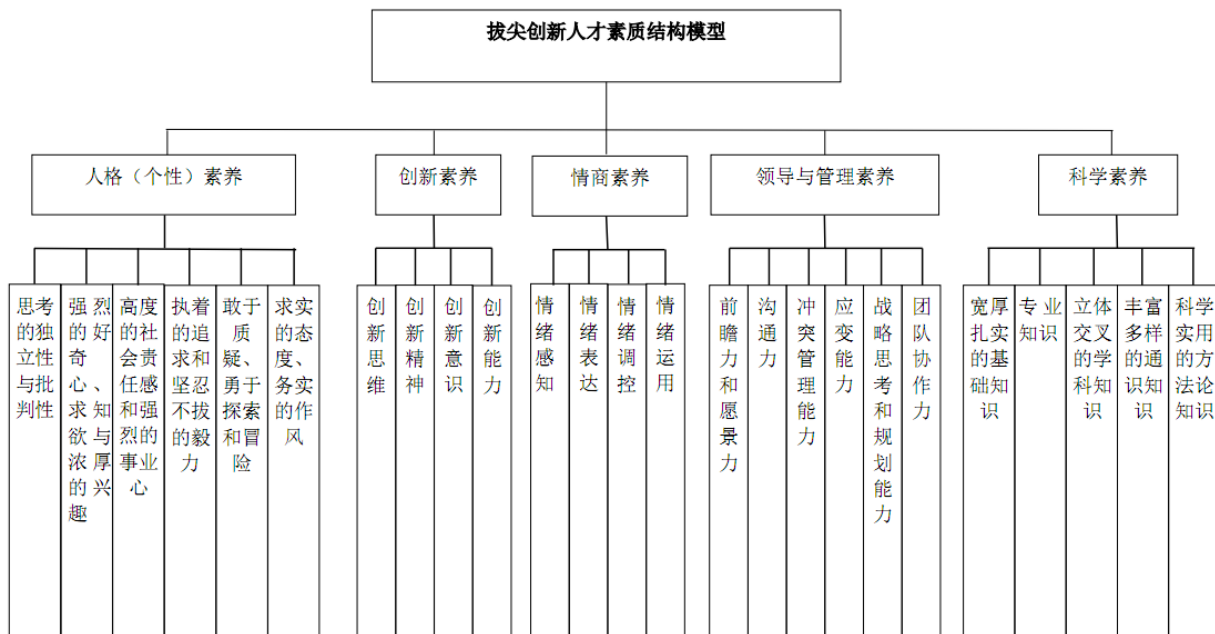 拔尖创新人才素质结构模型
人格（个性）素养
创新素养
情商素养
领导与管理素养
科学素养
思考
的独
立性
与批
判性
强烈
的好
奇
心、
求知
欲与
浓厚
的兴
趣
高度
的社
会责
任感
和强
烈的
事业
心
执着
的追
求和
坚忍
不拔
的毅
力
敢于
质
疑、
勇于
探索
和冒
险
求实
的态
度、
务实
的作
风
创新思维
创新精神
创新意识
创新能力
情绪感知
情绪表达
情绪调控
情绪运用
前瞻力和愿景力
沟通力
冲突管理能力
应变能力
战略思考和规划能力
团队协作力
宽厚
扎实
的基
础知
识
专业
知识
立体
交叉
的学
科知
识
丰富
多样
的通
识知
识
科学
实用
的方
法论
知识